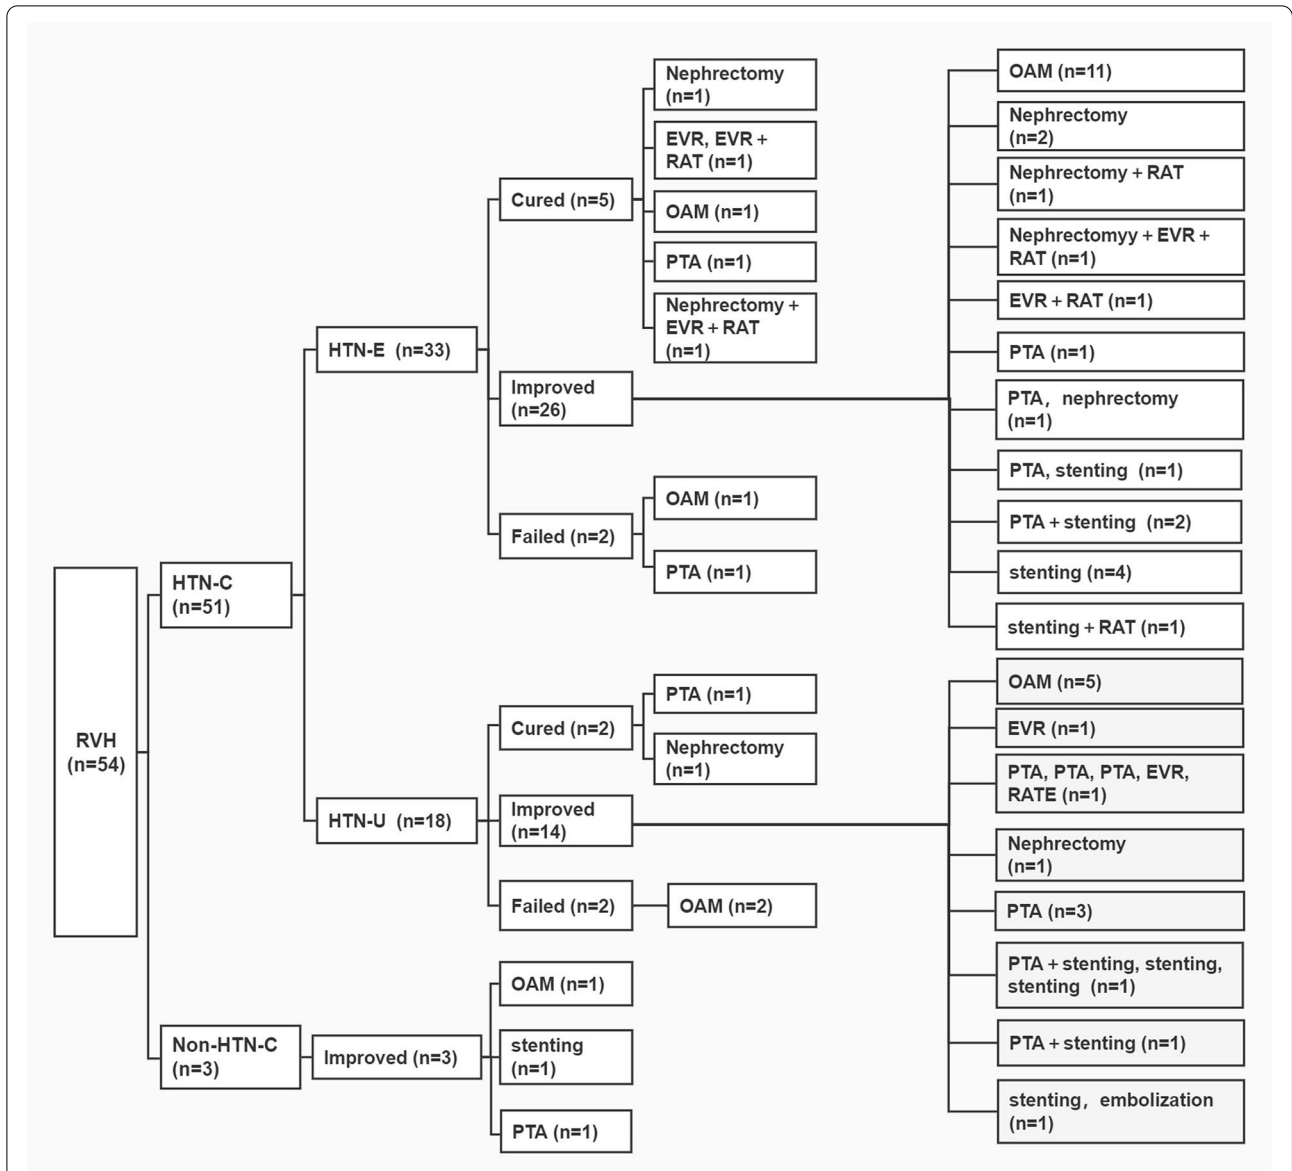 RVH
(n=54)
HTN-C
(n=51)
Non-HTN-C
(n=3)
HTN-E (n=33)
HTN-U (n=18)
Improved (n=3)
Cured (n=5)
Improved
(n=26)
Failed (n=2)
Cured (n=2)
Improved
(n=14)
Failed (n=2)
OAM (n=1)
stenting
(n=1)
PTA (n=1)
Nephrectomy
(n=1)
EVR, EVR +
RAT (n=1)
OAM (n=1)
PTA (n=1)
Nephrectomy +
EVR + RAT
(n=1)
OAM (n=1)
PTA (n=1)
PTA (n=1)
Nephrectomy
(n=1)
OAM (n=2)
OAM (n=11)
Nephrectomy
(n=2)
Nephrectomy + RAT
(n=1)
Nephrectomyy + EVR +
RAT (n=1)
EVR + RAT (n=1)
PTA (n=1)
PTA，nephrectomy
(n=1)
PTA, stenting (n=1)
PTA + stenting (n=2)
stenting (n=4)
stenting + RAT (n=1)
OAM (n=5)
EVR (n=1)
PTA, PTA, PTA, EVR,
RATE (n=1)
Nephrectomy
(n=1)
PTA (n=3)
PTA + stenting, stenting,
stenting (n=1)
PTA + stenting (n=1)
stenting，embolization
(n=1)